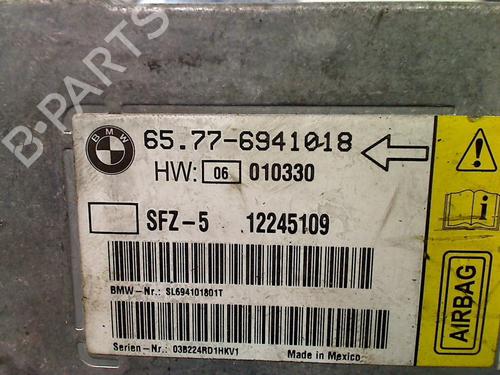 B-PARTS
BMW
65.77-6941018
HW: 06 010330
SFZ-5 12245109
BMW-Nr.: SL694101801T
Serien-Nr.: 03B224RD1HKV1 Made in Mexico
AIRBAG